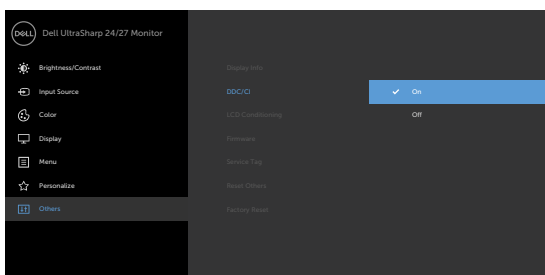 DELL
Dell UltraSharp 24/27 Monitor
Brightness/Contrast
Input Source
Color
Display
Menu
Personalize
Others
Display Info
DDC/CI
LCD Conditioning
Firmware
Service Tag
Reset Others
Factory Reset
On
Off